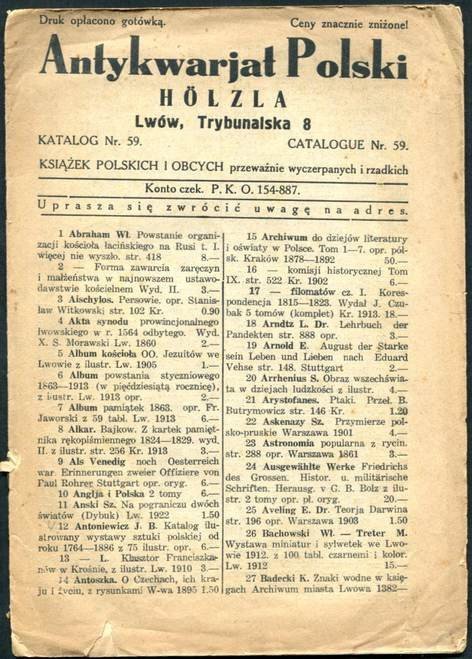 Druk opłacono gotówką.
Ceny znacznie zniżone!
Antykwarjat Polski
HÖLZLA
Lwów, Trybunalska 8
KATALOG Nr. 59.
CATALOGUE Nr. 59.
KSIĄŻEK POLSKICH I OBCYCH przeważnie wyczerpanych i rzadkich
Konto czek. P. K. O. 154-887.
Uprasza się zwrócić uwagę na adres.
1 Abraham Wł. Powstanie organi-
zacji kościoła łacińskiego na Rusi t. I.
więcej nie wyszło. str. 418 8.—
2 — Forma zawarcia zaręczyn
i małżeństwa w najnowszem ustawo-
dawstwie kościelnem Wyd. II. 3.—
3 Aischylos. Persowie. opr. Stanis-
ław Witkowski str. 102 Kr. 0.90
4 Akta synodu prowincjonalnego
lwowskiego w r. 1564 odbytego. Wyd.
X. S. Morawski Lw. 1860 2.—
5 Album kościoła OO. Jezuitów we
Lwowie z ilustr. Lw. 1905 1.—
6 Album powstania styczniowego
1863—1913 (w pięćdziesiątą rocznicę),
z ilustr. Lw. 1913 opr. 6.—
7 Album pamiątek 1863. opr. Fr.
Jaworski z 59 tabl. Lw. 1913 6.—
8 Alkar. Rajkow. Z kartek pamięt-
nika rękopiśmiennego 1824—1829. wyd.
II. z ilustr. str. 256 Kr. 1913 3.—
9 Als Venedig noch Oesterreich
war. Erinnerungen zweier Offiziere von
Paul Rohrer Stuttgart opr. oryg. 6.—
10 Anglja i Polska 2 tomy 6.—
11 Anski Sz. Na pograniczu dwóch
światów (Dybuk) Lw. 1922 2.—
12 Antoniewicz J. B. Katalog ilu-
strowany wystawy sztuki polskiej od
roku 1764—1886 z 75 ilustr. opr. 6.—
13 — L. Klasztor Franciszka-
nów w Krośnie, z ilustr. Lw. 1910 3.—
14 Antoszka. O Czechach, ich kra-
ju i życiu, z rysunkami W-wa 1895 1.50
15 Archiwum do dziejów literatury
i oświaty w Polsce. Tom 1—7. opr. pól-
sk. Kraków 1878—1892 50.—
16 — komisji historycznej Tom
IX. str. 522 Kr. 1902 6.—
17 — filomatów cz. I. Kores-
pondencja 1815—1823. Wydał J. Czu-
bak 5 tomów (komplet) Kr. 1913. 18.—
18 Arndtz L. Dr. Lehrbuch der
Pandekten str. 888 opr. 3.—
19 Arnold E. August der Starke
sein Leben und Lieben nach Eduard
Vehse str. 148. Stuttgart 2.—
20 Arrhenius S. Obraz wszechświa-
ta w dziejach ludzkości z ilustr. 4.—
21 Arystofanes. Ptaki. Przeł. B.
Butrymowicz str. 146 Kr. 1.20
22 Askenazy Sz. Przymierze pol-
sko-pruskie Warszawa 1901 4.—
23 Astronomia popularna z rycin.
str. 288 opr. Warszawa 1861 3.—
24 Ausgewählte Werke Friedrichs
des Grossen. Histor. u. militärische
Schriften. Herausg. v G. B. Bolz z ilu-
str. 2 tomy opr. pł. oryg. 20.—
25 Aveling E. Dr. Teorja Darwina
str. 196 opr. Warszawa 1903 1.50
26 Bachowski Wł. — Treter M.
Wystawa miniatur i sylwetek we Lwo-
wie 1912. z 100. tabl. czarnemi i kolor.
Lw. 1912 15.—
27 Badecki K. Znaki wodne w księ-
gach Archiwum miasta Lwowa 1382—